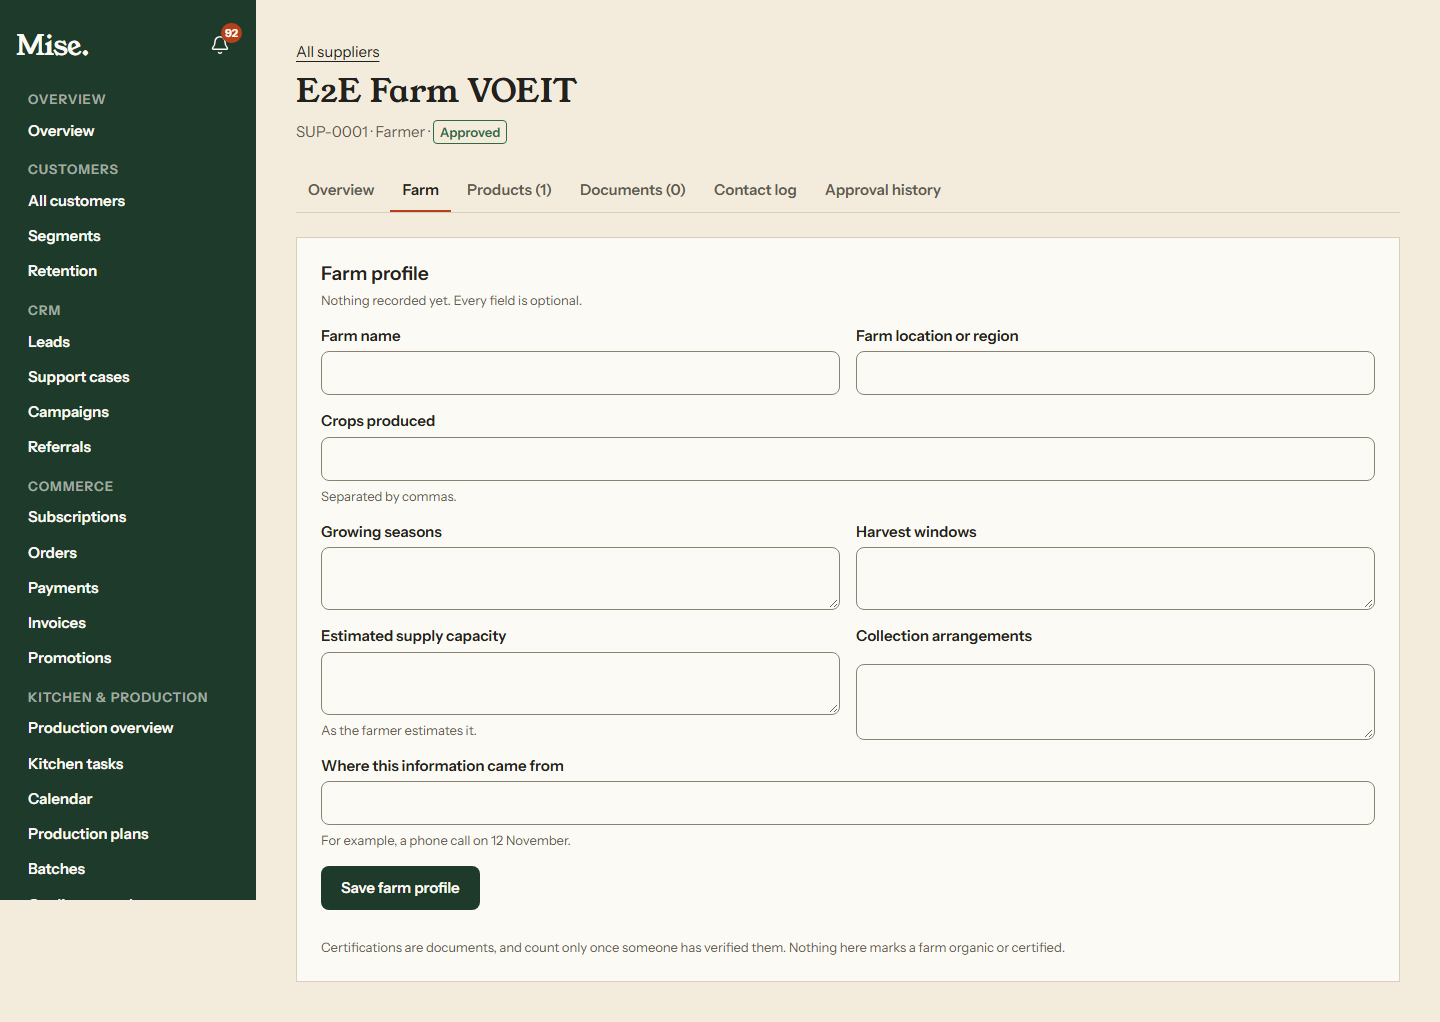 Mise.
92
OVERVIEW
Overview
CUSTOMERS
All customers
Segments
Retention
CRM
Leads
Support cases
Campaigns
Referrals
COMMERCE
Subscriptions
Orders
Payments
Invoices
Promotions
KITCHEN & PRODUCTION
Production overview
Kitchen tasks
Calendar
Production plans
Batches
All suppliers
E2E Farm VOEIT
SUP-0001 · Farmer · Approved
Overview Farm Products (1) Documents (0) Contact log Approval history
Farm profile
Nothing recorded yet. Every field is optional.
Farm name Farm location or region
Crops produced
Separated by commas.
Growing seasons Harvest windows
Estimated supply capacity Collection arrangements
As the farmer estimates it.
Where this information came from
For example, a phone call on 12 November.
Save farm profile
Certifications are documents, and count only once someone has verified them. Nothing here marks a farm organic or certified.